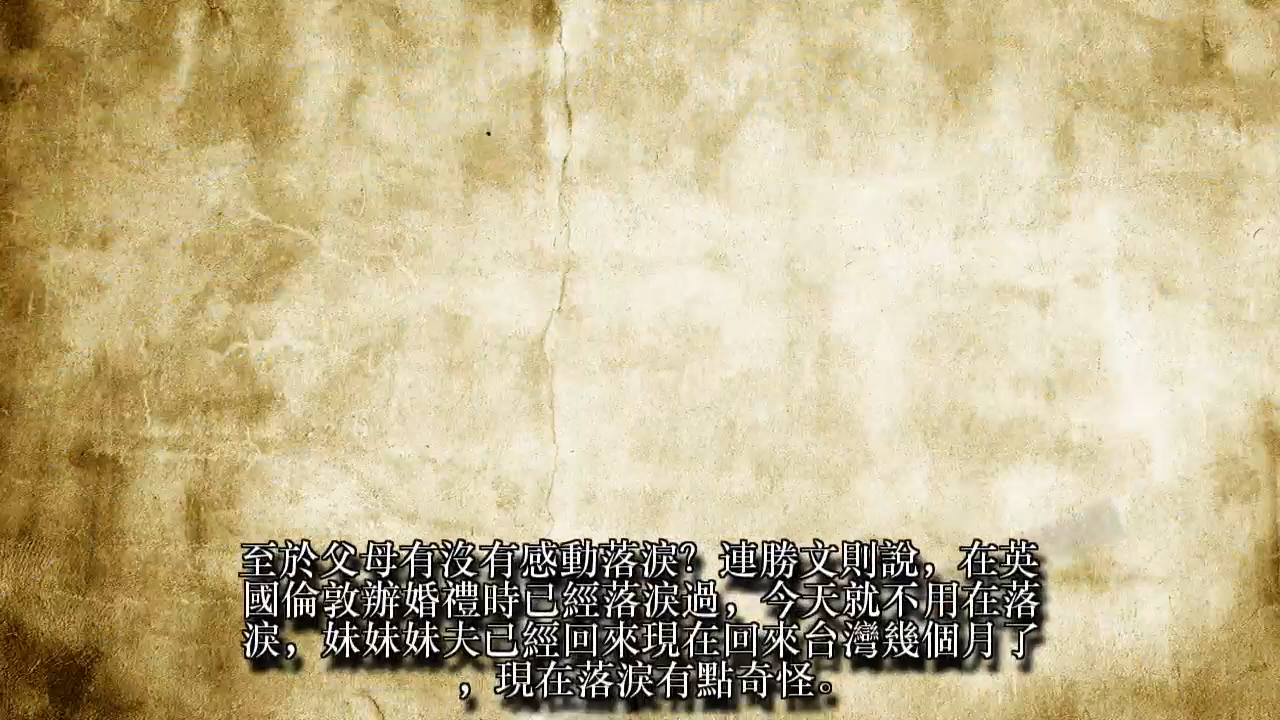 至於父母有沒有感動落淚？連勝文則說，在英
國倫敦辦婚禮時已經落淚過，今天就不用在落
淚，妹妹妹夫已經回來現在回來台灣幾個月了
，現在落淚有點奇怪。